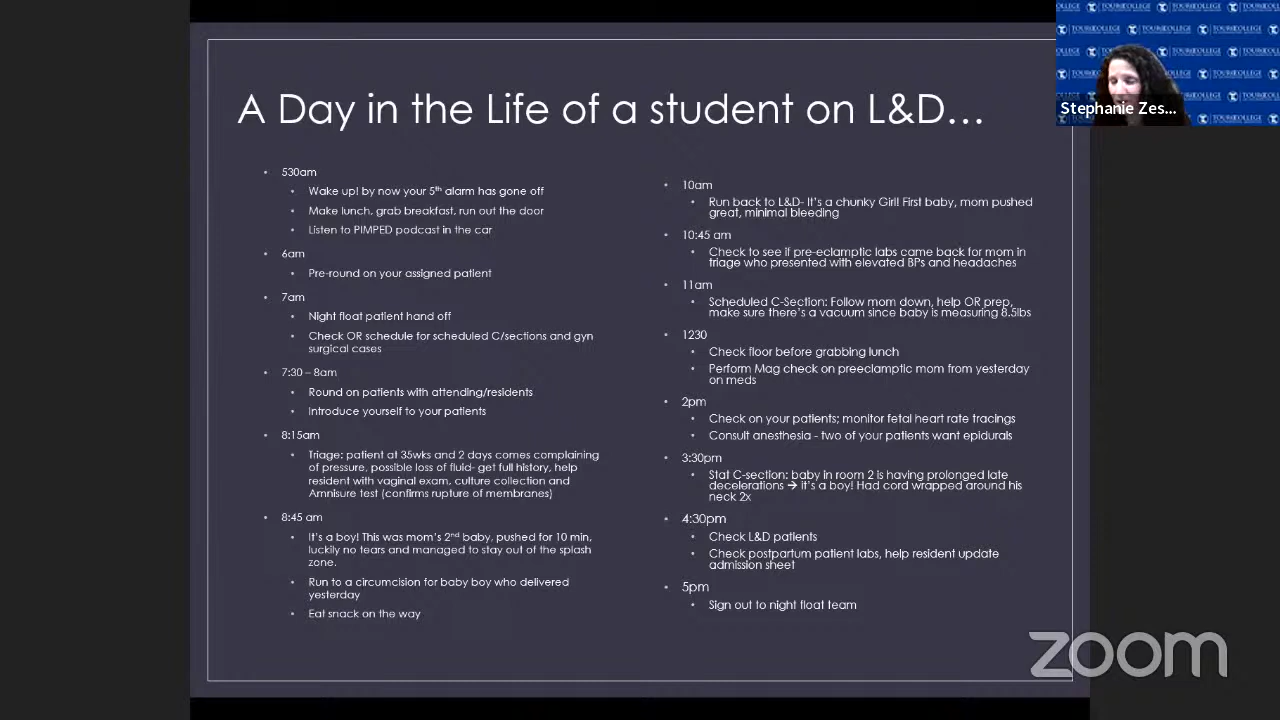 A Day in the Life of a student on L&D…
530am
Wake up! by now your 5th alarm has gone off
Make lunch, grab breakfast, run out the door
Listen to PIMPED podcast in the car
6am
Pre-round on your assigned patient
7am
Night float patient hand off
Check OR schedule for scheduled C/sections and gyn
surgical cases
7:30 – 8am
Round on patients with attending/residents
Introduce yourself to your patients
8:15am
Triage: patient at 35wks and 2 days comes complaining
of pressure, possible loss of fluid- get full history, help
resident with vaginal exam, culture collection and
Amnisure test (confirms rupture of membranes)
8:45 am
It's a boy! This was mom's 2nd baby, pushed for 10 min,
luckily no tears and managed to stay out of the splash
zone.
Run to a circumcision for baby boy who delivered
yesterday
Eat snack on the way
10am
Run back to L&D- It's a chunky Girl! First baby, mom pushed
great, minimal bleeding
10:45 am
Check to see if pre-eclamptic labs came back for mom in
triage who presented with elevated BPs and headaches
11am
Scheduled C-Section: Follow mom down, help OR prep,
make sure there's a vacuum since baby is measuring 8.5lbs
1230
Check floor before grabbing lunch
Perform Mag check on preeclamptic mom from yesterday
on meds
2pm
Check on your patients; monitor fetal heart rate tracings
Consult anesthesia - two of your patients want epidurals
3:30pm
Stat C-section: baby in room 2 is having prolonged late
decelerations → it's a boy! Had cord wrapped around his
neck 2x
4:30pm
Check L&D patients
Check postpartum patient labs, help resident update
admission sheet
5pm
Sign out to night float team
Stephanie Zes...
zoom